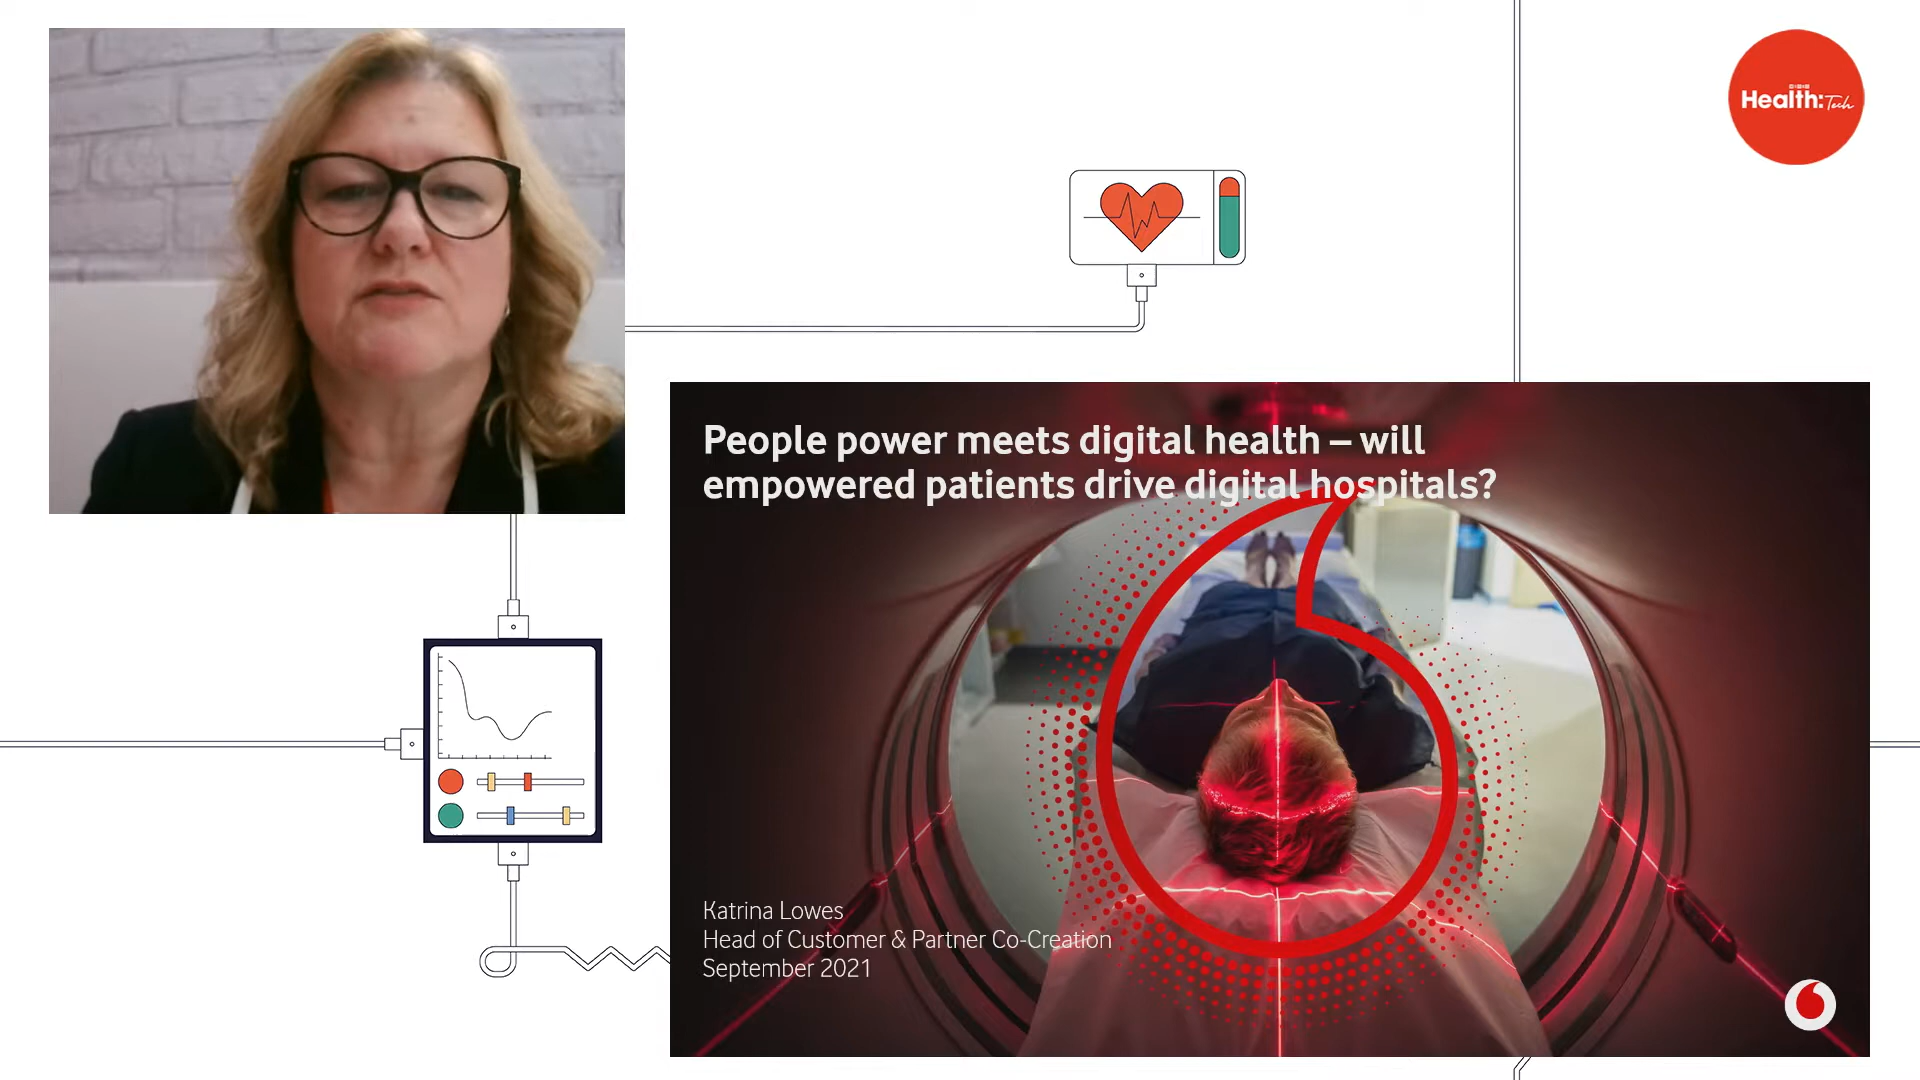 Health:Tech
People power meets digital health – will
empowered patients drive digital hospitals?
Katrina Lowes
Head of Customer & Partner Co-Creation
September 2021